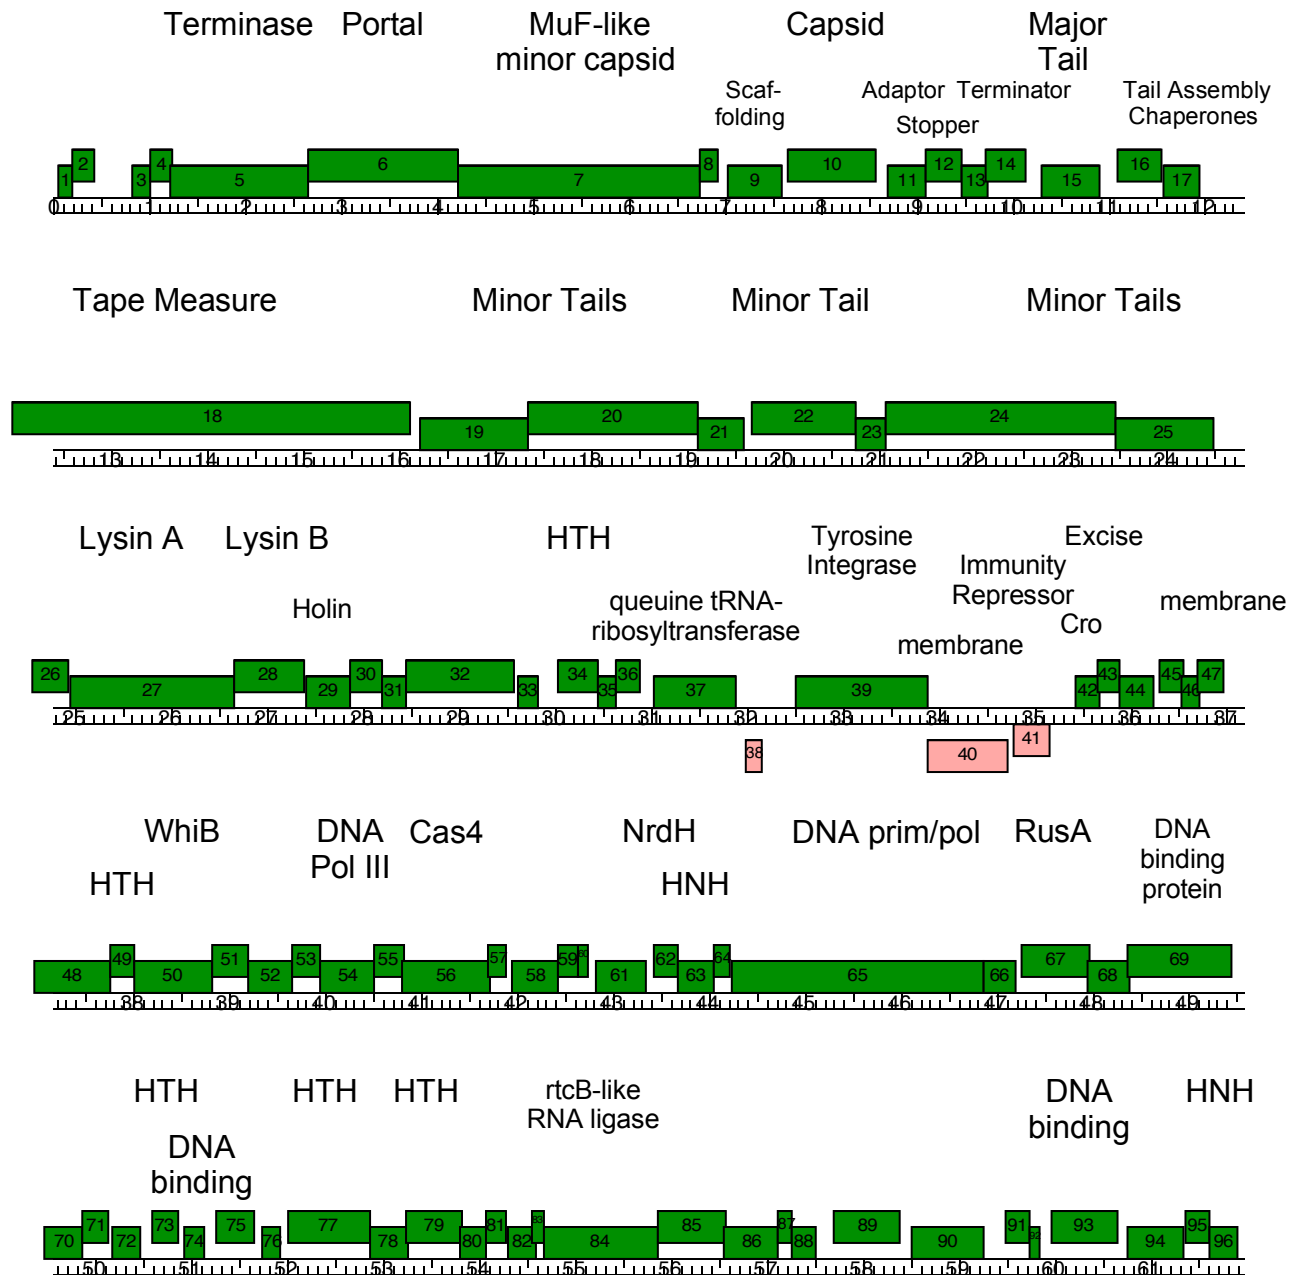 Terminase Portal MuF-like Capsid Major
minor capsid Tail
Scaf- Adaptor Terminator Tail Assembly
folding Stopper Chaperones
2 4 6 8 10 12 14 16
1 3 5 7 9 11 13 15 17
0 1 2 3 4 5 6 7 8 9 10 11 12
Tape Measure Minor Tails Minor Tail Minor Tails
18 20 22 24
19 21 23 25
13 14 15 16 17 18 19 20 21 22 23 24
Lysin A Lysin B HTH Tyrosine Excise
Integrase Immunity
Holin queuine tRNA- Repressor membrane
ribosyltransferase membrane Cro
26 28 30 32 34 36 43 45 47
27 29 31 33 35 37 39 42 44 46
25 26 27 28 29 30 31 32 33 34 35 36 37
38 40 41
WhiB DNA Cas4 NrdH DNA prim/pol RusA DNA
Pol III binding
HTH HNH protein
49 51 53 55 57 59 60 62 64 67 69
48 50 52 54 56 58 61 63 65 66 68
38 39 40 41 42 43 44 45 46 47 48 49
HTH HTH HTH rtcB-like DNA HNH
RNA ligase binding
DNA
binding
71 73 75 77 79 81 83 85 87 89 91 93 95
70 72 74 76 78 80 82 84 86 88 90 92 94 96
50 51 52 53 54 55 56 57 58 59 60 61